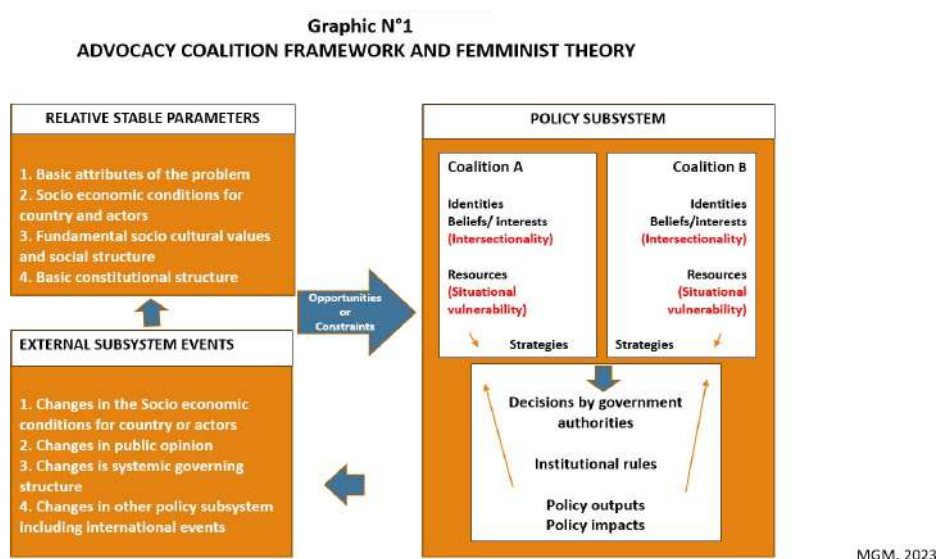 Graphic N°1
ADVOCACY COALITION FRAMEWORK AND FEMMINIST THEORY
RELATIVE STABLE PARAMETERS
1. Basic attributes of the problem
2. Socio economic conditions for
country and actors
3. Fundamental socio cultural values
and social structure
4. Basic constitutional structure
EXTERNAL SUBSYSTEM EVENTS
1. Changes in the Socio economic
conditions for country or actors
2. Changes in public opinion
3. Changes is systemic governing
structure
4. Changes in other policy subsystem
including international events
Opportunities
or
Constraints
POLICY SUBSYSTEM
Coalition A
Identities
Beliefs/ interests
(Intersectionality)
Resources
(Situational
vulnerability)
Strategies
Coalition B
Identities
Beliefs/interests
(Intersectionality)
Resources
(Situational
vulnerability)
Strategies
Decisions by government
authorities
Institutional rules
Policy outputs
Policy impacts
MGM, 2023